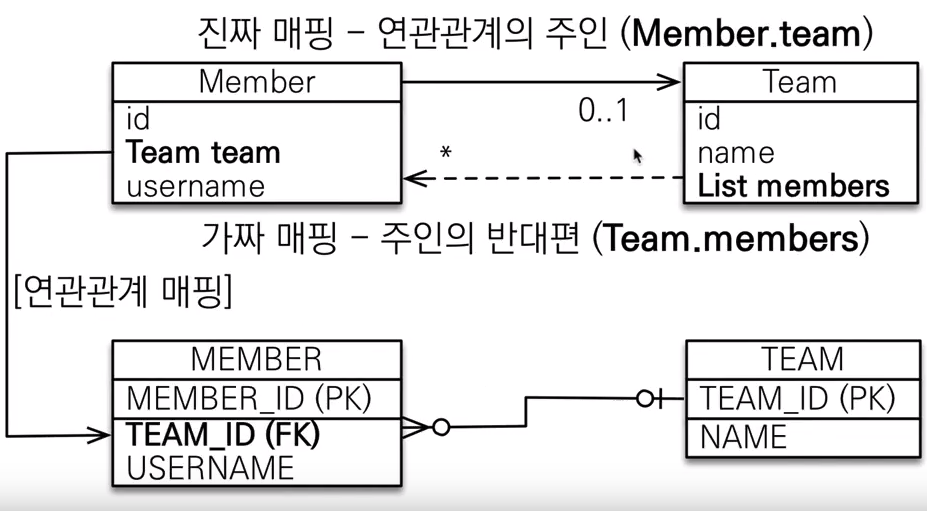 진짜 매핑 - 연관관계의 주인 (Member.team)
Member
id
Team team
username
0..1
*
Team
id
name
List members
가짜 매핑 - 주인의 반대편 (Team.members)
[연관관계 매핑]
MEMBER
MEMBER_ID (PK)
TEAM_ID (FK)
USERNAME
TEAM
TEAM_ID (PK)
NAME